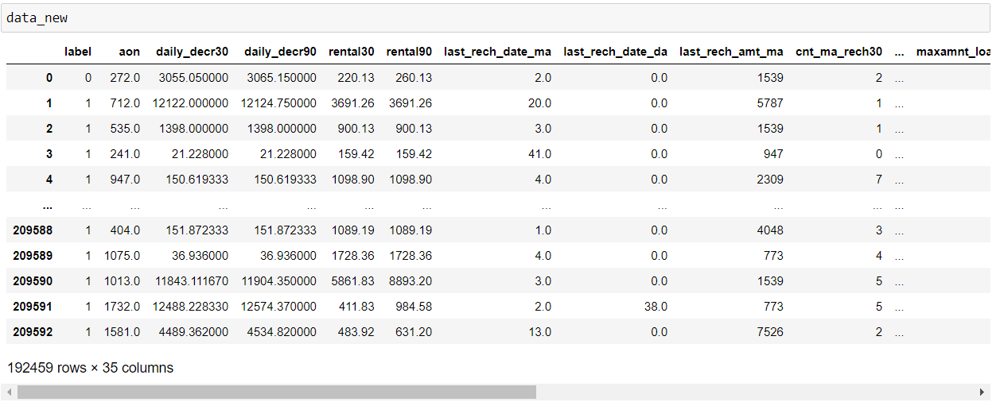 data_new
label aon daily_decr30 daily_decr90 rental30 rental90 last_rech_date_ma last_rech_date_da last_rech_amt_ma cnt_ma_rech30 ... maxamnt_loa
0 0 272.0 3055.050000 3065.150000 220.13 260.13 2.0 0.0 1539 2 ...
1 1 712.0 12122.000000 12124.750000 3691.26 3691.26 20.0 0.0 5787 1 ...
2 1 535.0 1398.000000 1398.000000 900.13 900.13 3.0 0.0 1539 1 ...
3 1 241.0 21.228000 21.228000 159.42 159.42 41.0 0.0 947 0 ...
4 1 947.0 150.619333 150.619333 1098.90 1098.90 4.0 0.0 2309 7 ...
... ... ... ... ... ... ... ... ... ... ... ...
209588 1 404.0 151.872333 151.872333 1089.19 1089.19 1.0 0.0 4048 3 ...
209589 1 1075.0 36.936000 36.936000 1728.36 1728.36 4.0 0.0 773 4 ...
209590 1 1013.0 11843.111670 11904.350000 5861.83 8893.20 3.0 0.0 1539 5 ...
209591 1 1732.0 12488.228330 12574.370000 411.83 984.58 2.0 38.0 773 5 ...
209592 1 1581.0 4489.362000 4534.820000 483.92 631.20 13.0 0.0 7526 2 ...
192459 rows × 35 columns